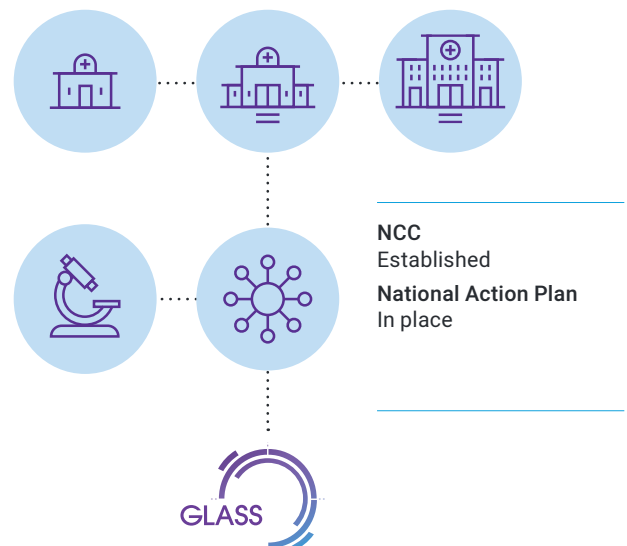 NCC
Established
National Action Plan
In place
GLASS